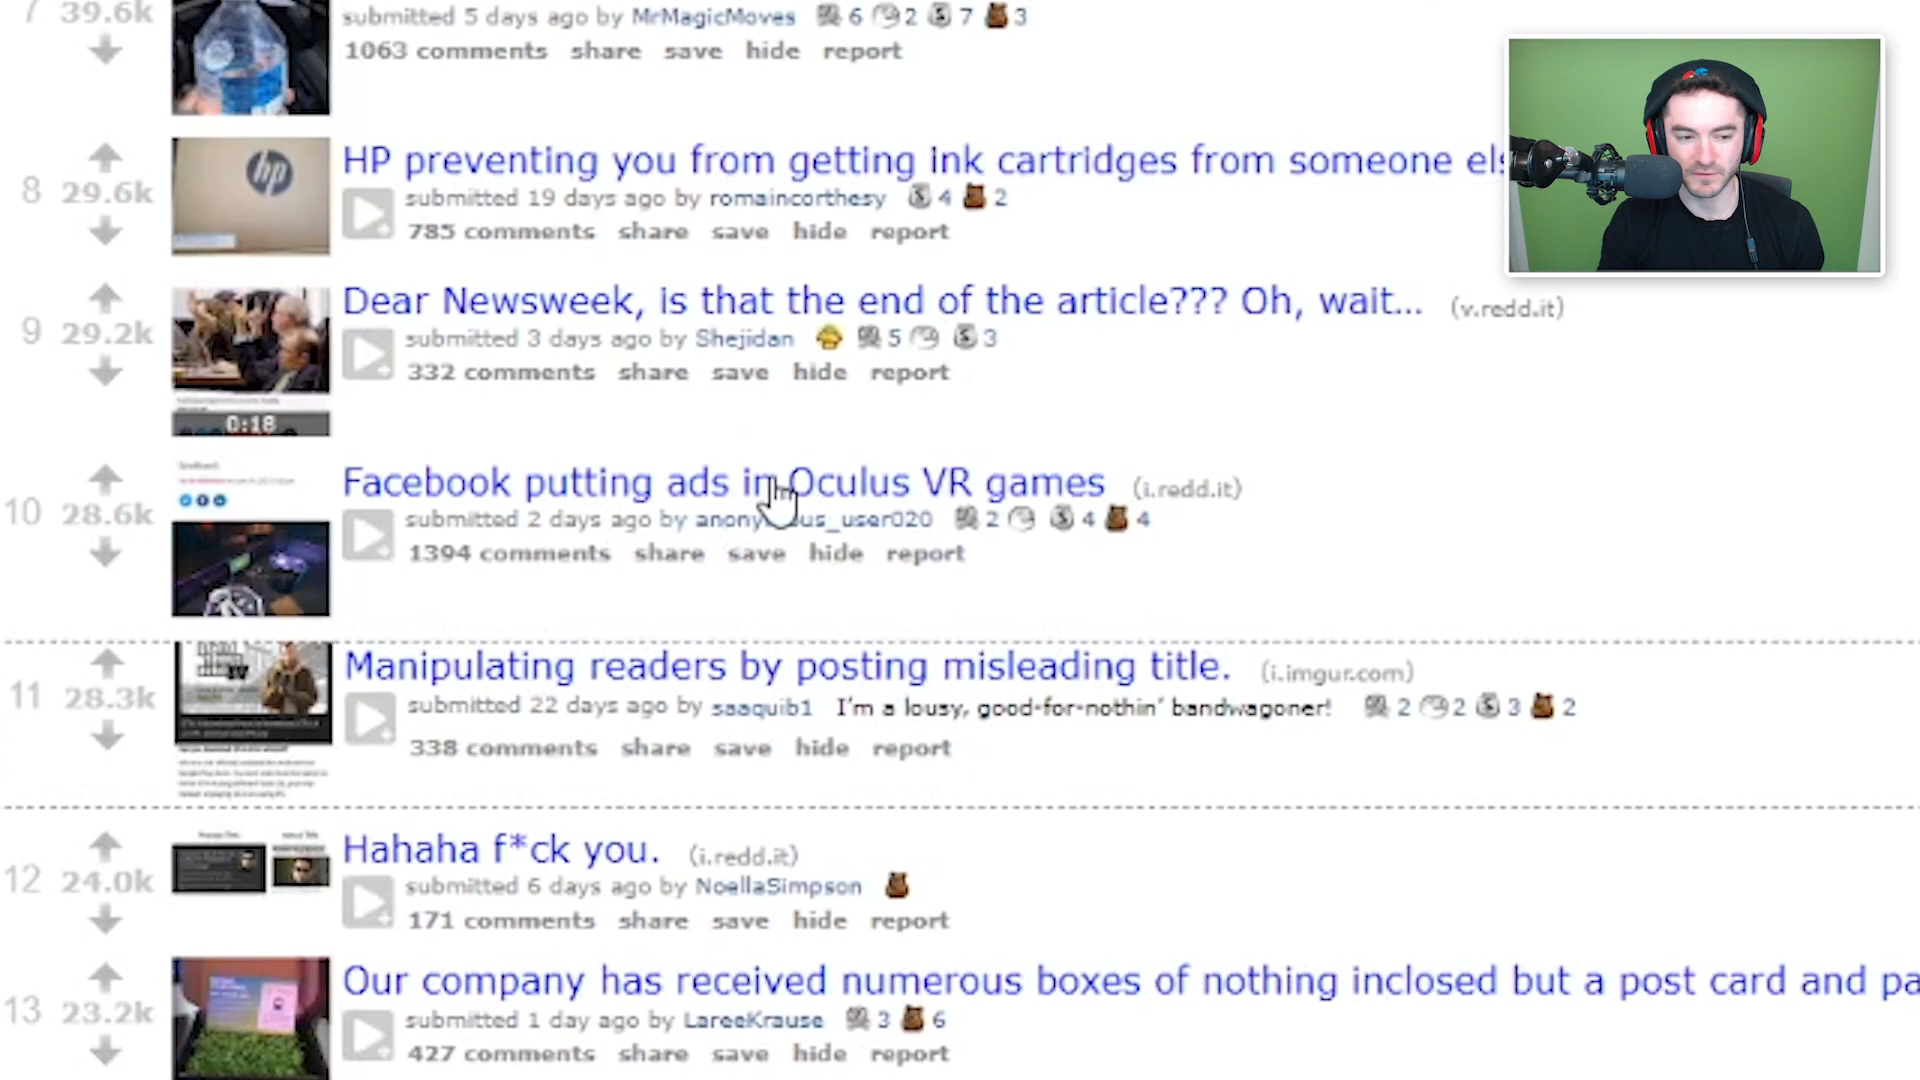 7 39.6k
submitted 5 days ago by MrMagicMoves 6 2 7 3
1063 comments share save hide report
hp
8 29.6k
HP preventing you from getting ink cartridges from someone els
submitted 19 days ago by romaincorthesy 4 2
785 comments share save hide report
9 29.2k
Dear Newsweek, is that the end of the article??? Oh, wait... (v.redd.it)
submitted 3 days ago by Shejidan 5 3
332 comments share save hide report
0:18
10 28.6k
Facebook putting ads in Oculus VR games (i.redd.it)
submitted 2 days ago by anony us_user020 2 4 4
1394 comments share save hide report
11 28.3k
Manipulating readers by posting misleading title. (i.imgur.com)
submitted 22 days ago by saaquib1 I'm a lousy, good-for-nothin' bandwagoner! 2 2 3 2
338 comments share save hide report
12 24.0k
Hahaha f*ck you. (i.redd.it)
submitted 6 days ago by NoellaSimpson
171 comments share save hide report
13 23.2k
Our company has received numerous boxes of nothing inclosed but a post card and pa
submitted 1 day ago by LareeKrause 3 6
427 comments share save hide report